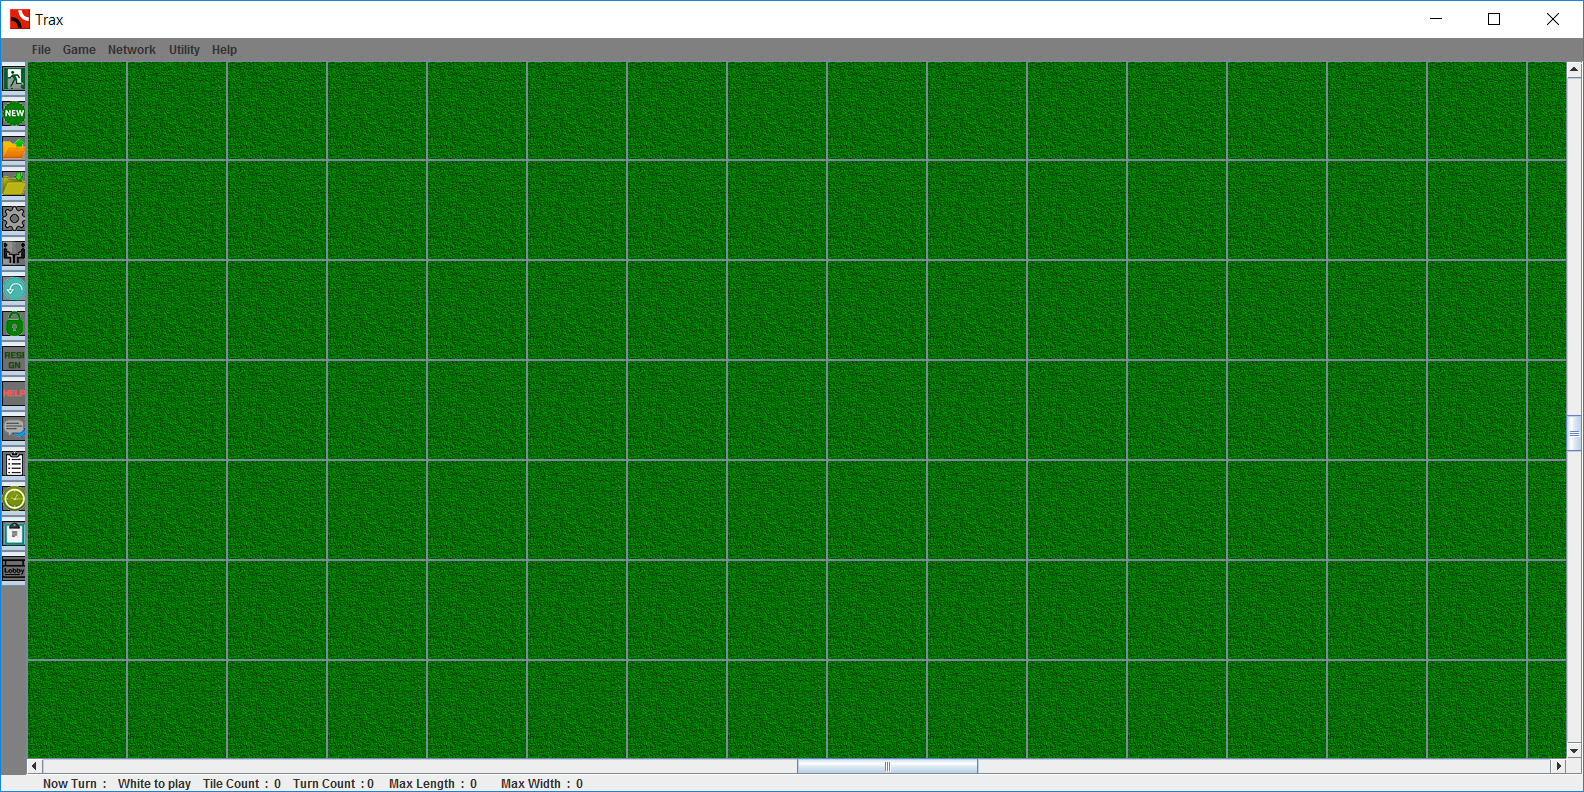 Trax
File Game Network Utility Help
NEW
RESI
GN
HELP
Lobby
Now Turn : White to play Tile Count : 0 Turn Count : 0 Max Length : 0 Max Width : 0